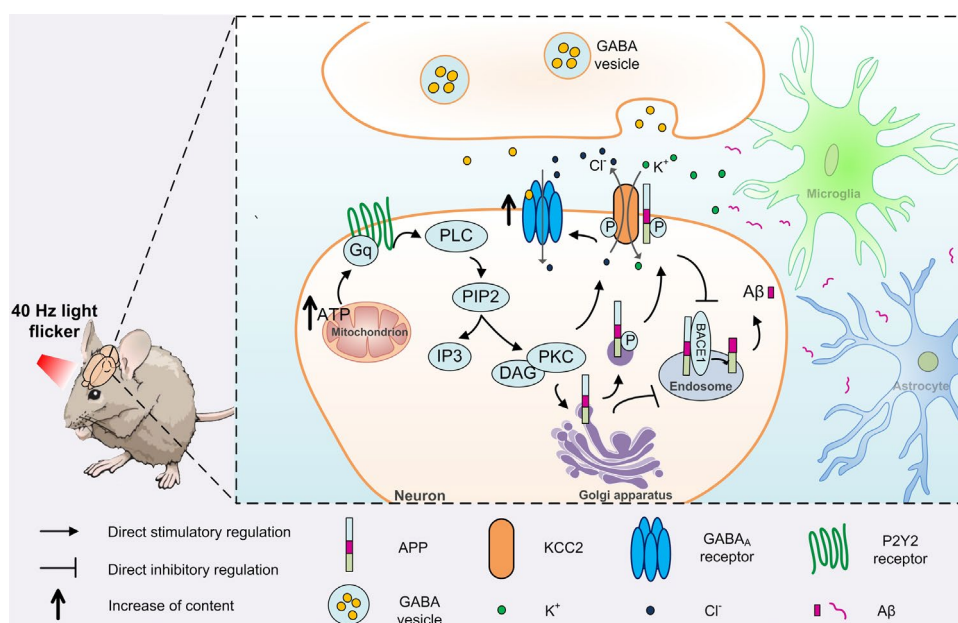 GABA
vesicle
Cl⁻
K⁺
Microglia
P
P
Gq
PLC
ATP
Mitochondrion
40 Hz light
flicker
PIP2
IP3
DAG
PKC
P
BACE1
Endosome
Aβ
Astrocyte
Neuron
Golgi apparatus
Direct stimulatory regulation
APP
KCC2
GABA_A
receptor
P2Y2
receptor
Direct inhibitory regulation
Increase of content
GABA
vesicle
K⁺
Cl⁻
Aβ